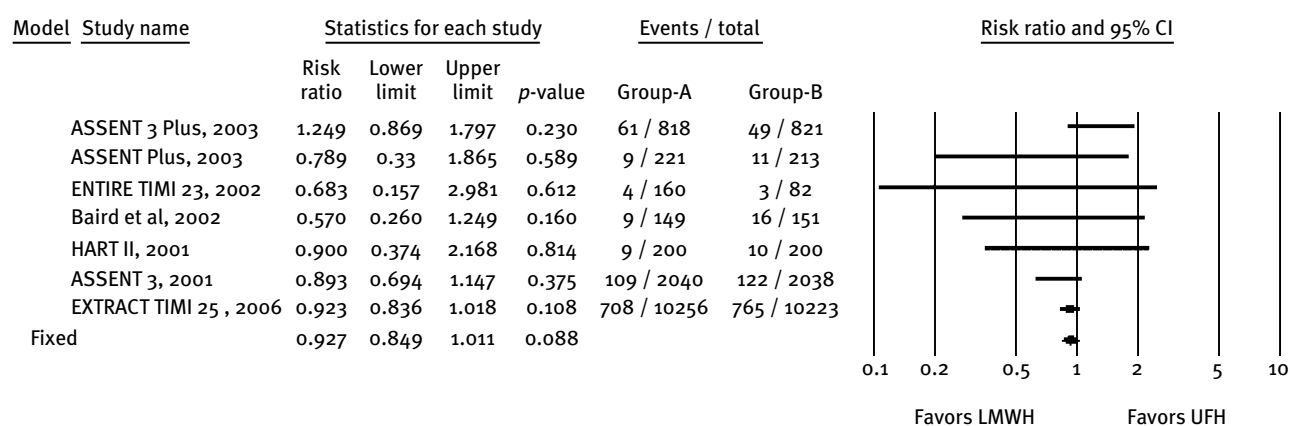 Model Study name Statistics for each study Events / total Risk ratio and 95% CI
Risk ratio Lower limit Upper limit p-value Group-A Group-B
ASSENT 3 Plus, 2003 1.249 0.869 1.797 0.230 61 / 818 49 / 821
ASSENT Plus, 2003 0.789 0.33 1.865 0.589 9 / 221 11 / 213
ENTIRE TIMI 23, 2002 0.683 0.157 2.981 0.612 4 / 160 3 / 82
Baird et al, 2002 0.570 0.260 1.249 0.160 9 / 149 16 / 151
HART II, 2001 0.900 0.374 2.168 0.814 9 / 200 10 / 200
ASSENT 3, 2001 0.893 0.694 1.147 0.375 109 / 2040 122 / 2038
EXTRACT TIMI 25 , 2006 0.923 0.836 1.018 0.108 708 / 10256 765 / 10223
Fixed 0.927 0.849 1.011 0.088
0.1 0.2 0.5 1 2 5 10
Favors LMWH Favors UFH